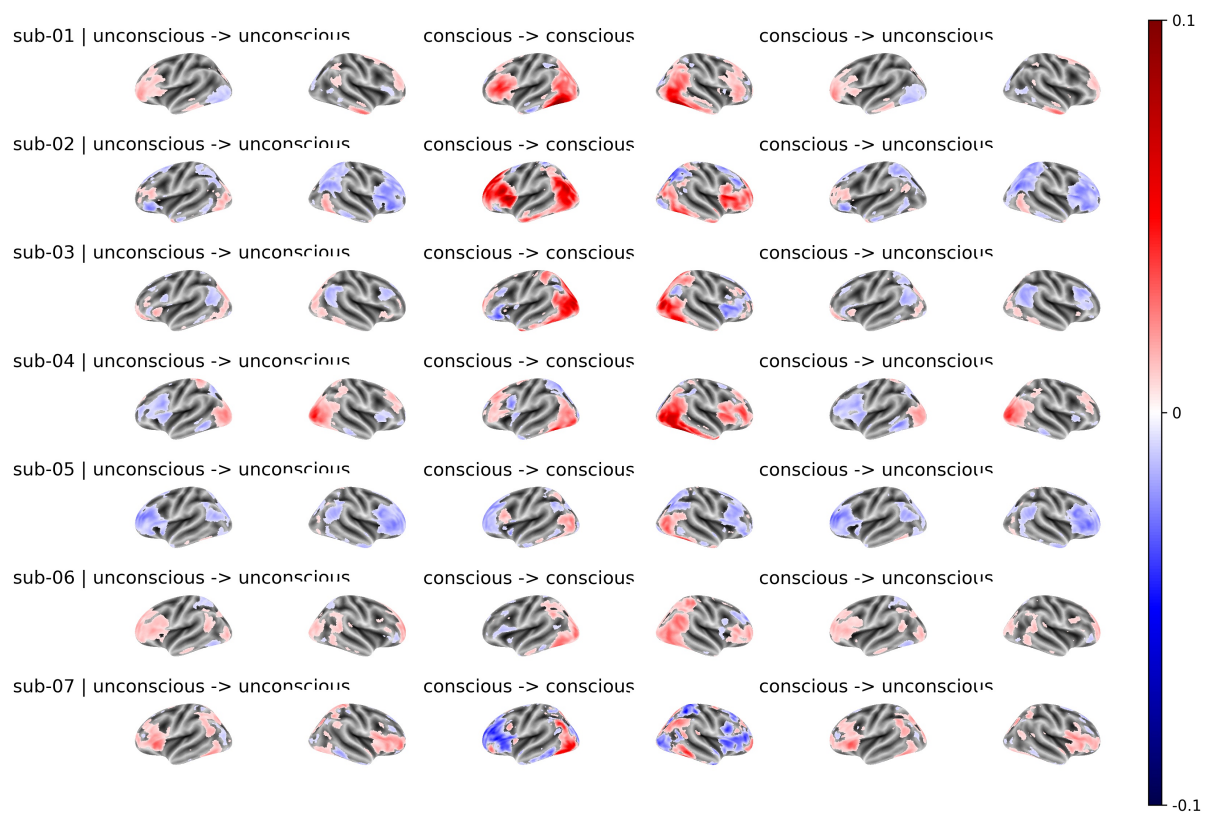 0.1
sub-01 | unconscious -> unconscious conscious -> conscious conscious -> unconscious
sub-02 | unconscious -> unconscious conscious -> conscious conscious -> unconscious
sub-03 | unconscious -> unconscious conscious -> conscious conscious -> unconscious
sub-04 | unconscious -> unconscious conscious -> conscious conscious -> unconscious
0
sub-05 | unconscious -> unconscious conscious -> conscious conscious -> unconscious
sub-06 | unconscious -> unconscious conscious -> conscious conscious -> unconscious
sub-07 | unconscious -> unconscious conscious -> conscious conscious -> unconscious
-0.1